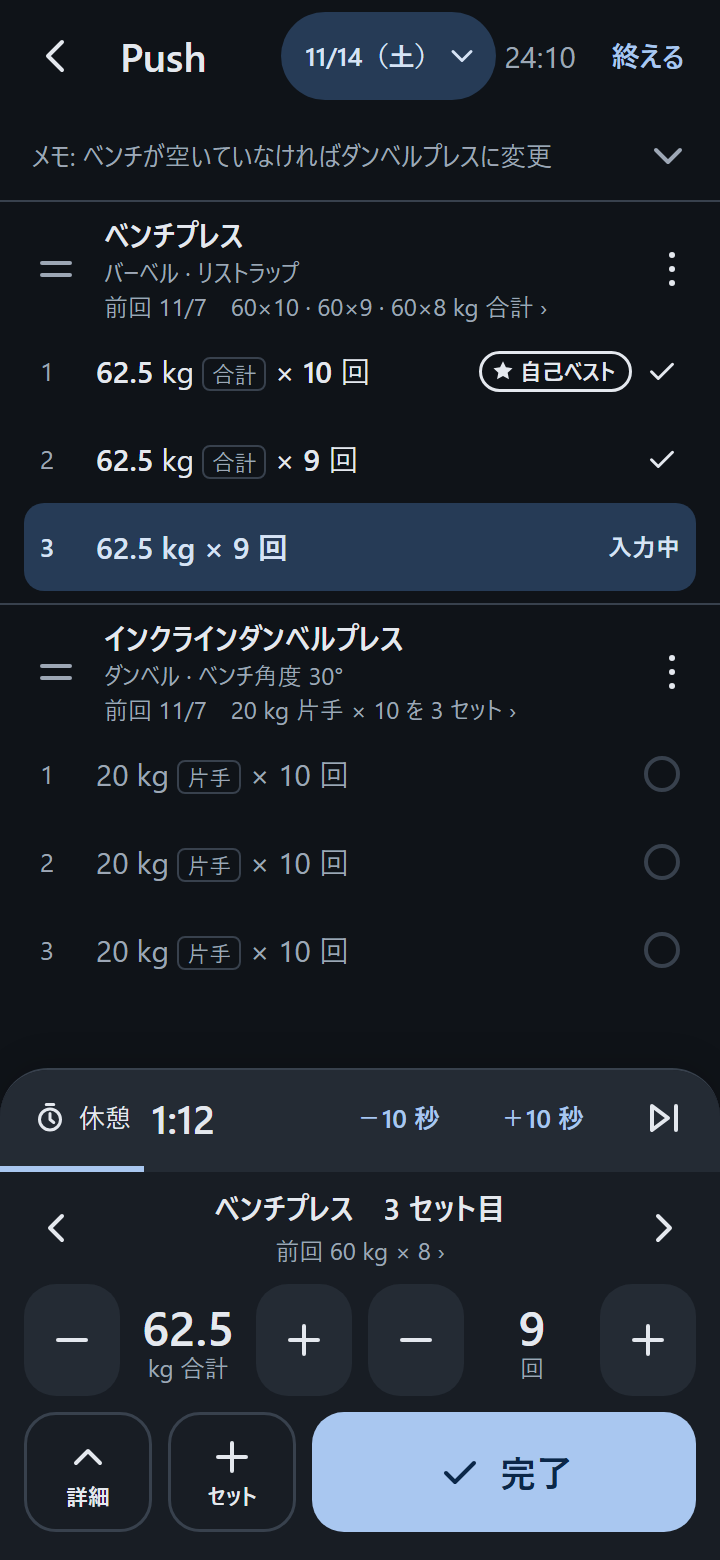 Push 11/14（土） 24:10 終える
メモ: ベンチが空いていなければダンベルプレスに変更
ベンチプレス
バーベル · リストラップ
前回 11/7　60×10 · 60×9 · 60×8 kg 合計 ›
1 62.5 kg 合計 × 10 回 ★ 自己ベスト
2 62.5 kg 合計 × 9 回
3 62.5 kg × 9 回 入力中
インクラインダンベルプレス
ダンベル · ベンチ角度 30°
前回 11/7　20 kg 片手 × 10 を 3 セット ›
1 20 kg 片手 × 10 回
2 20 kg 片手 × 10 回
3 20 kg 片手 × 10 回
休憩 1:12 −10 秒 +10 秒
ベンチプレス　3 セット目
前回 60 kg × 8 ›
62.5 9
kg 合計 回
詳細 セット 完了